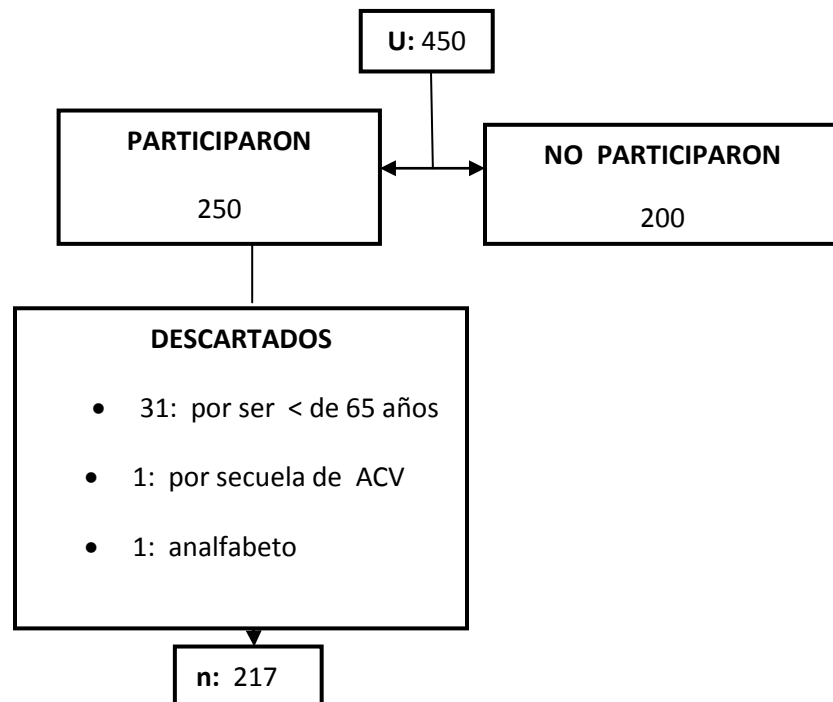 U: 450
PARTICIPARON
250
NO PARTICIPARON
200
DESCARTADOS
• 31: por ser < de 65 años
• 1: por secuela de ACV
• 1: analfabeto
n: 217